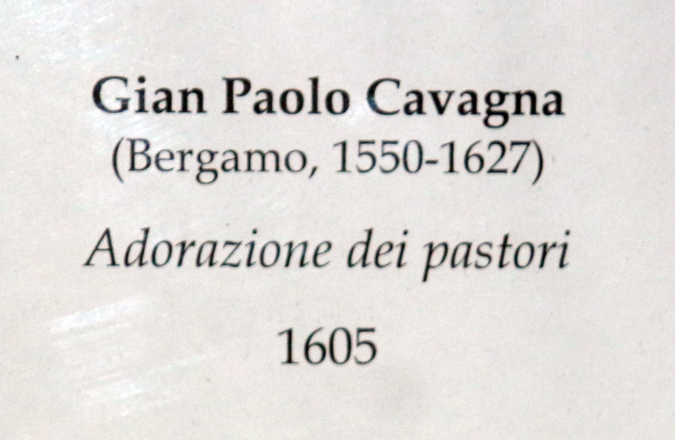 Gian Paolo Cavagna
(Bergamo, 1550-1627)
Adorazione dei pastori
1605